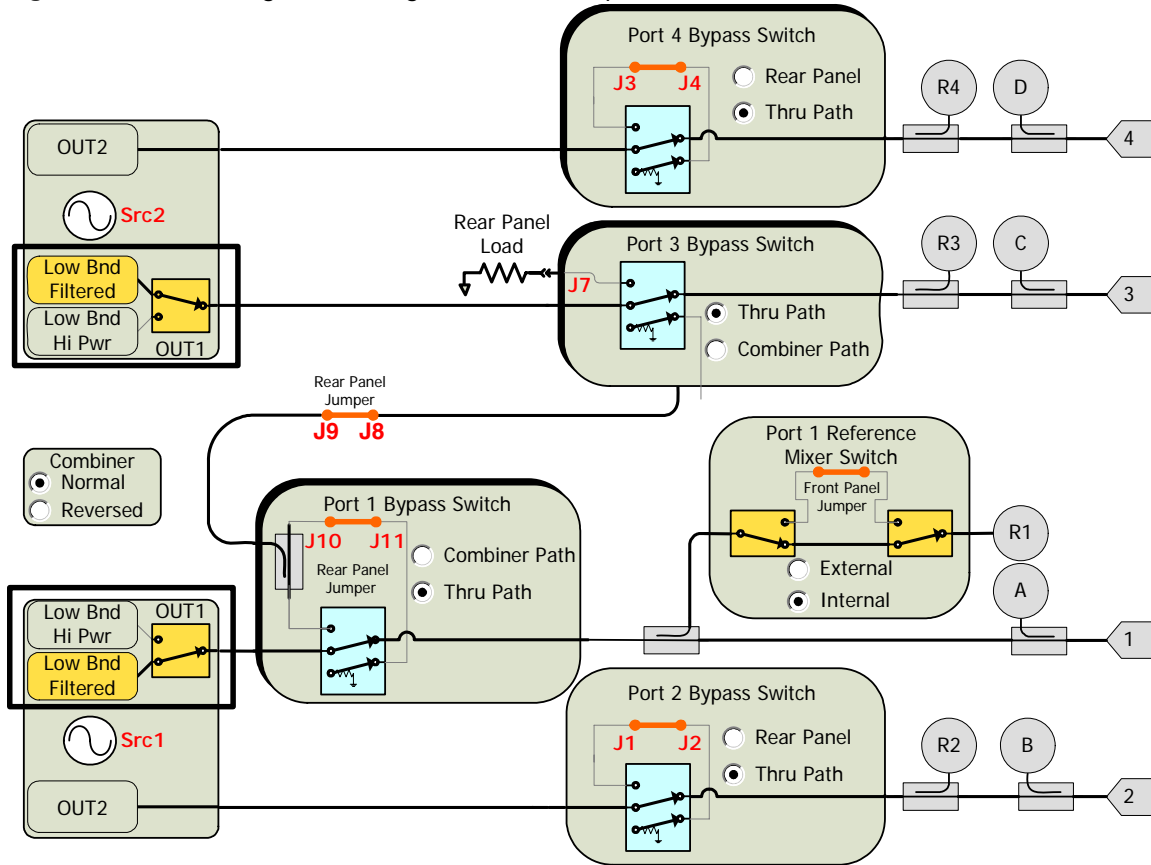 Port 4 Bypass Switch
J3 J4
Rear Panel
Thru Path
R4
D
4
OUT2
Src2
Low Bnd
Filtered
Low Bnd
Hi Pwr
OUT1
Rear Panel
Load
J7
Port 3 Bypass Switch
Thru Path
Combiner Path
R3
C
3
Rear Panel
Jumper
J9 J8
Combiner
Normal
Reversed
Port 1 Reference
Mixer Switch
Front Panel
Jumper
External
Internal
R1
A
1
Port 1 Bypass Switch
J10 J11
Rear Panel
Jumper
Combiner Path
Thru Path
Low Bnd
Hi Pwr
OUT1
Low Bnd
Filtered
Src1
OUT2
Port 2 Bypass Switch
J1 J2
Rear Panel
Thru Path
R2
B
2